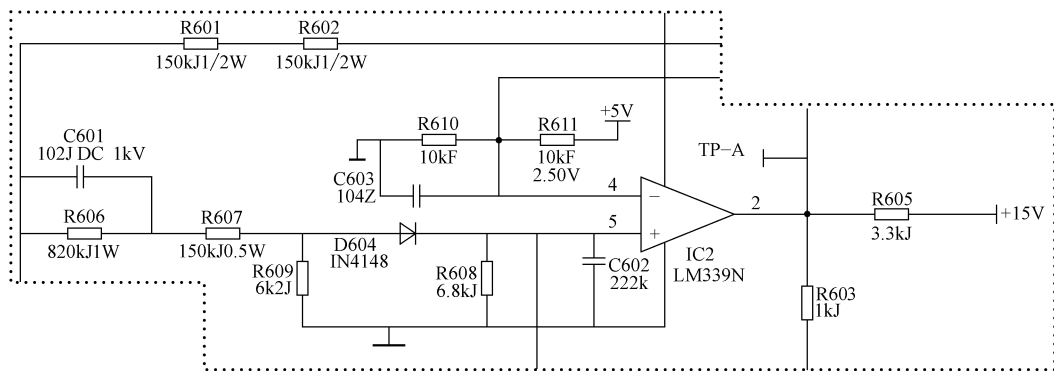 R601
150kJ1/2W
R602
150kJ1/2W
+5V
R610
10kF
R611
10kF
2.50V
C601
102J DC 1kV
TP-A
C603
104Z
4
−
2
R605
3.3kJ
+15V
5
+
R606
820kJ1W
R607
150kJ0.5W
D604
IN4148
IC2
LM339N
C602
222k
R609
6k2J
R608
6.8kJ
R603
1kJ